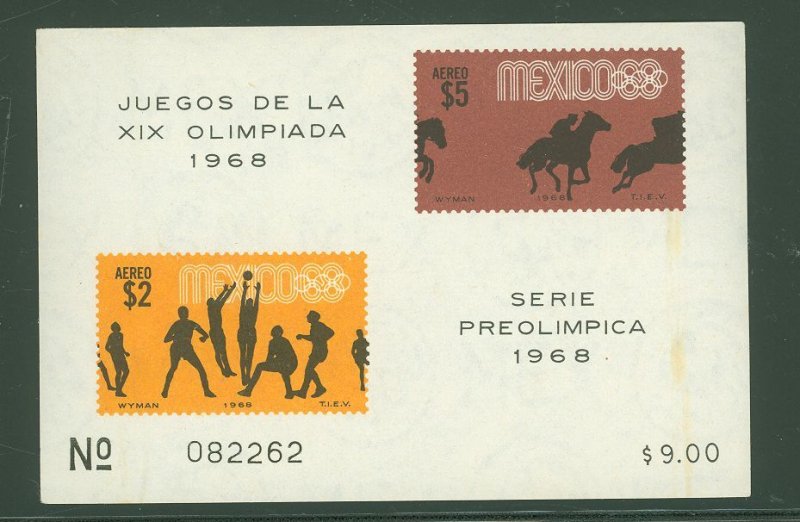 JUEGOS DE LA
XIX OLIMPIADA
1968
AEREO
$5
MEXICO68
WYMAN 1968 T.I.E.V.
AEREO
$2
MEXICO68
WYMAN 1968 T.I.E.V.
SERIE
PREOLIMPICA
1968
Nº 082262
$9.00